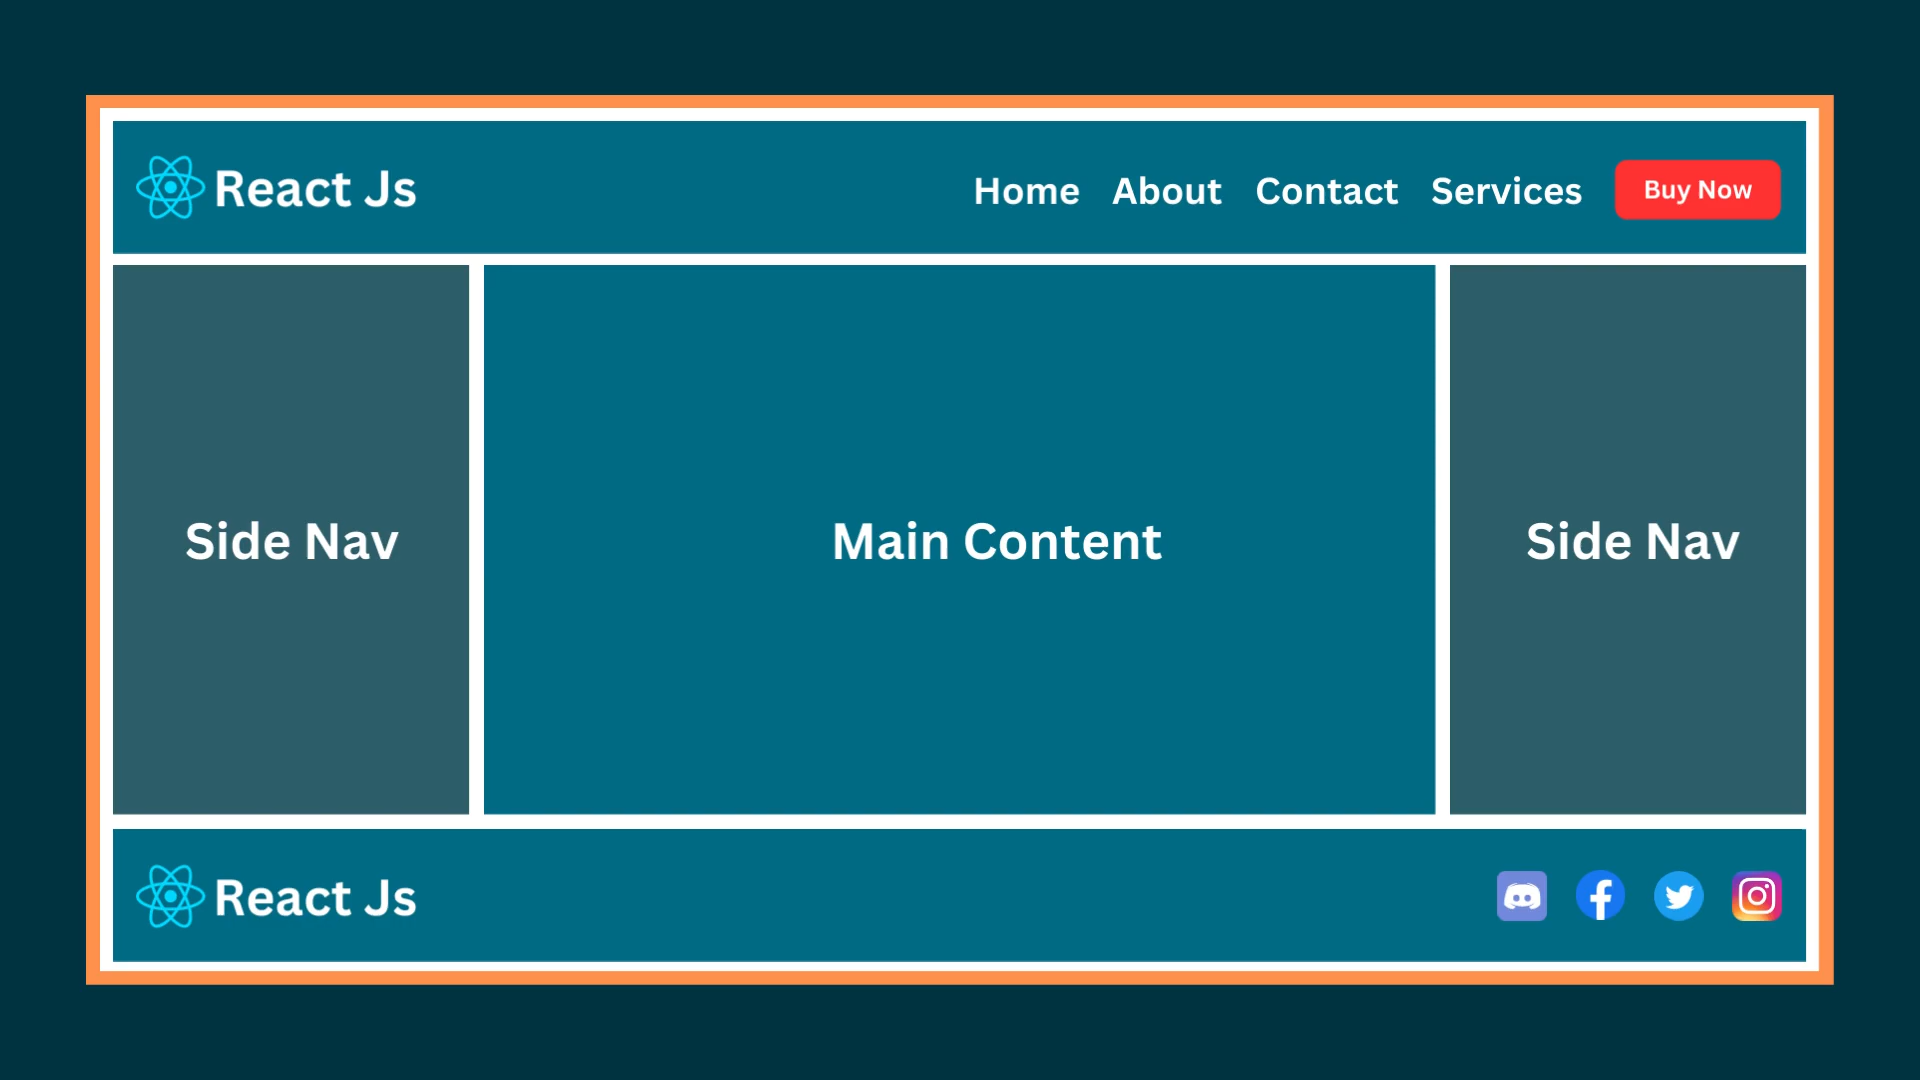 React Js
Home About Contact Services Buy Now
Side Nav
Main Content
Side Nav
React Js